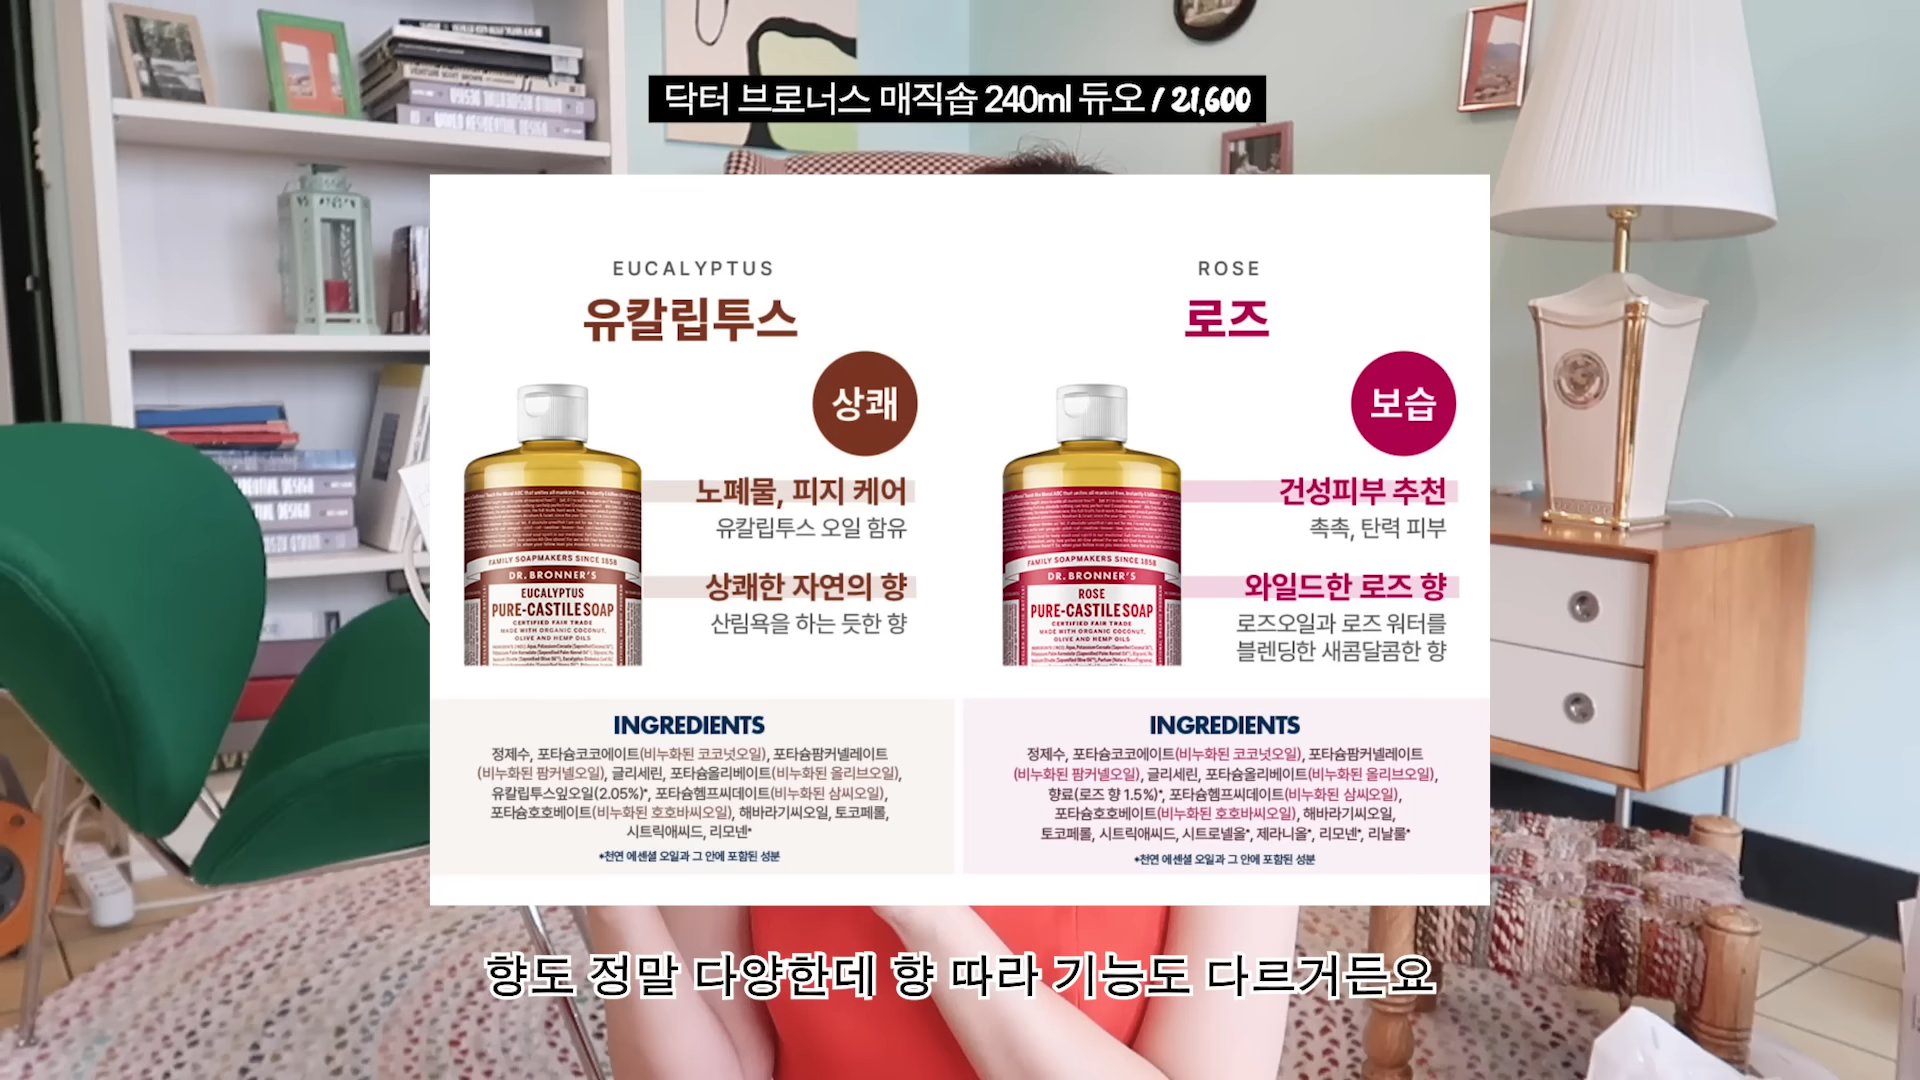 닥터 브로너스 매직솝 240ml 듀오 / 21,600
EUCALYPTUS
유칼립투스
상쾌
노폐물, 피지 케어
유칼립투스 오일 함유
상쾌한 자연의 향
산림욕을 하는 듯한 향
FAMILY SOAPMAKERS SINCE 1858
DR. BRONNER'S
EUCALYPTUS
PURE-CASTILE SOAP
CERTIFIED FAIR TRADE
MADE WITH ORGANIC COCONUT,
OLIVE AND HEMP OILS
INGREDIENTS
정제수, 포타슘코코에이트(비누화된 코코넛오일), 포타슘팜커넬레이트
(비누화된 팜커넬오일), 글리세린, 포타슘올리베이트(비누화된 올리브오일),
유칼립투스잎오일(2.05%)*, 포타슘헴프씨데이트(비누화된 삼씨오일),
포타슘호호베이트(비누화된 호호바씨오일), 해바라기씨오일, 토코페롤,
시트릭애씨드, 리모넨*
*천연 에센셜 오일과 그 안에 포함된 성분
ROSE
로즈
보습
건성피부 추천
촉촉, 탄력 피부
와일드한 로즈 향
로즈오일과 로즈 워터를
블렌딩한 새콤달콤한 향
FAMILY SOAPMAKERS SINCE 1858
DR. BRONNER'S
ROSE
PURE-CASTILE SOAP
CERTIFIED FAIR TRADE
MADE WITH ORGANIC COCONUT,
OLIVE AND HEMP OILS
INGREDIENTS
정제수, 포타슘코코에이트(비누화된 코코넛오일), 포타슘팜커넬레이트
(비누화된 팜커넬오일), 글리세린, 포타슘올리베이트(비누화된 올리브오일),
향료(로즈 향 1.5%)*, 포타슘헴프씨데이트(비누화된 삼씨오일),
포타슘호호베이트(비누화된 호호바씨오일), 해바라기씨오일,
토코페롤, 시트릭애씨드, 시트로넬올*, 제라니올*, 리모넨*, 리날룰*
*천연 에센셜 오일과 그 안에 포함된 성분
향도 정말 다양한데 향 따라 기능도 다르거든요